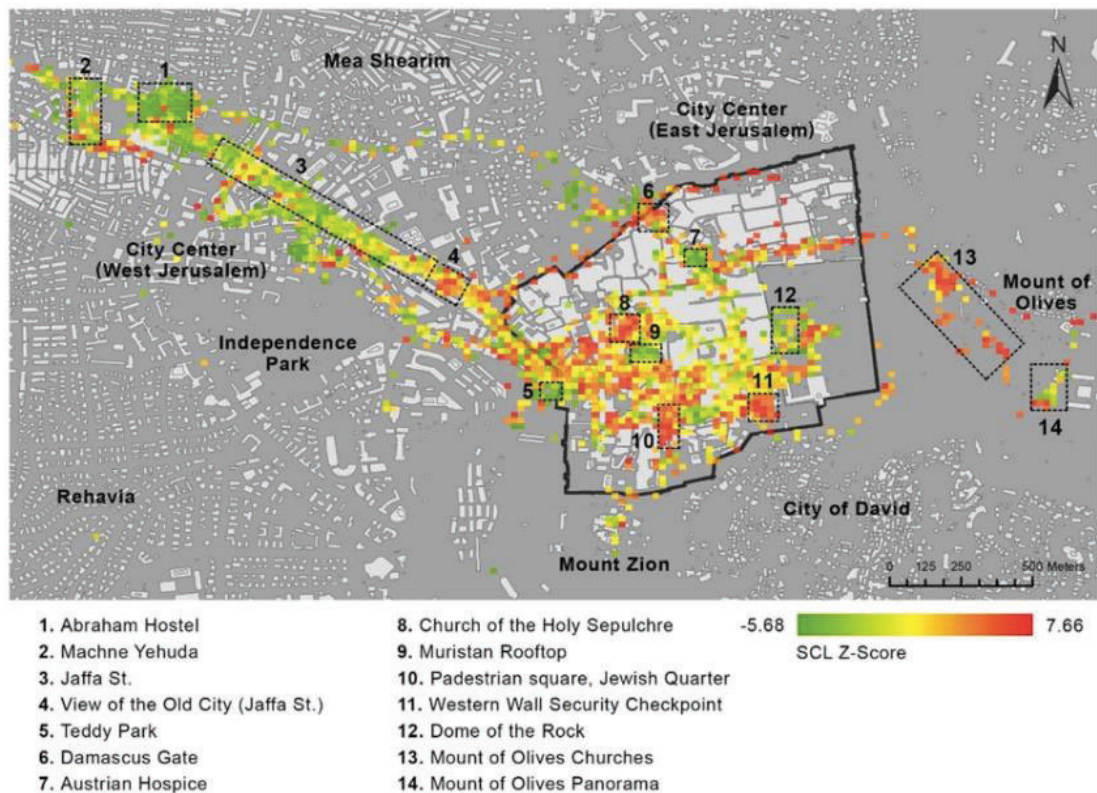 N
Mea Shearim
2
1
City Center
(East Jerusalem)
3
6
7
City Center
(West Jerusalem)
4
13
Mount of
Olives
8
12
9
Independence
Park
5
11
10
14
Rehavia
City of David
Mount Zion
0 125 250 500 Meters
1. Abraham Hostel
2. Machne Yehuda
3. Jaffa St.
4. View of the Old City (Jaffa St.)
5. Teddy Park
6. Damascus Gate
7. Austrian Hospice
8. Church of the Holy Sepulchre
9. Muristan Rooftop
10. Padestrian square, Jewish Quarter
11. Western Wall Security Checkpoint
12. Dome of the Rock
13. Mount of Olives Churches
14. Mount of Olives Panorama
-5.68 7.66
SCL Z-Score